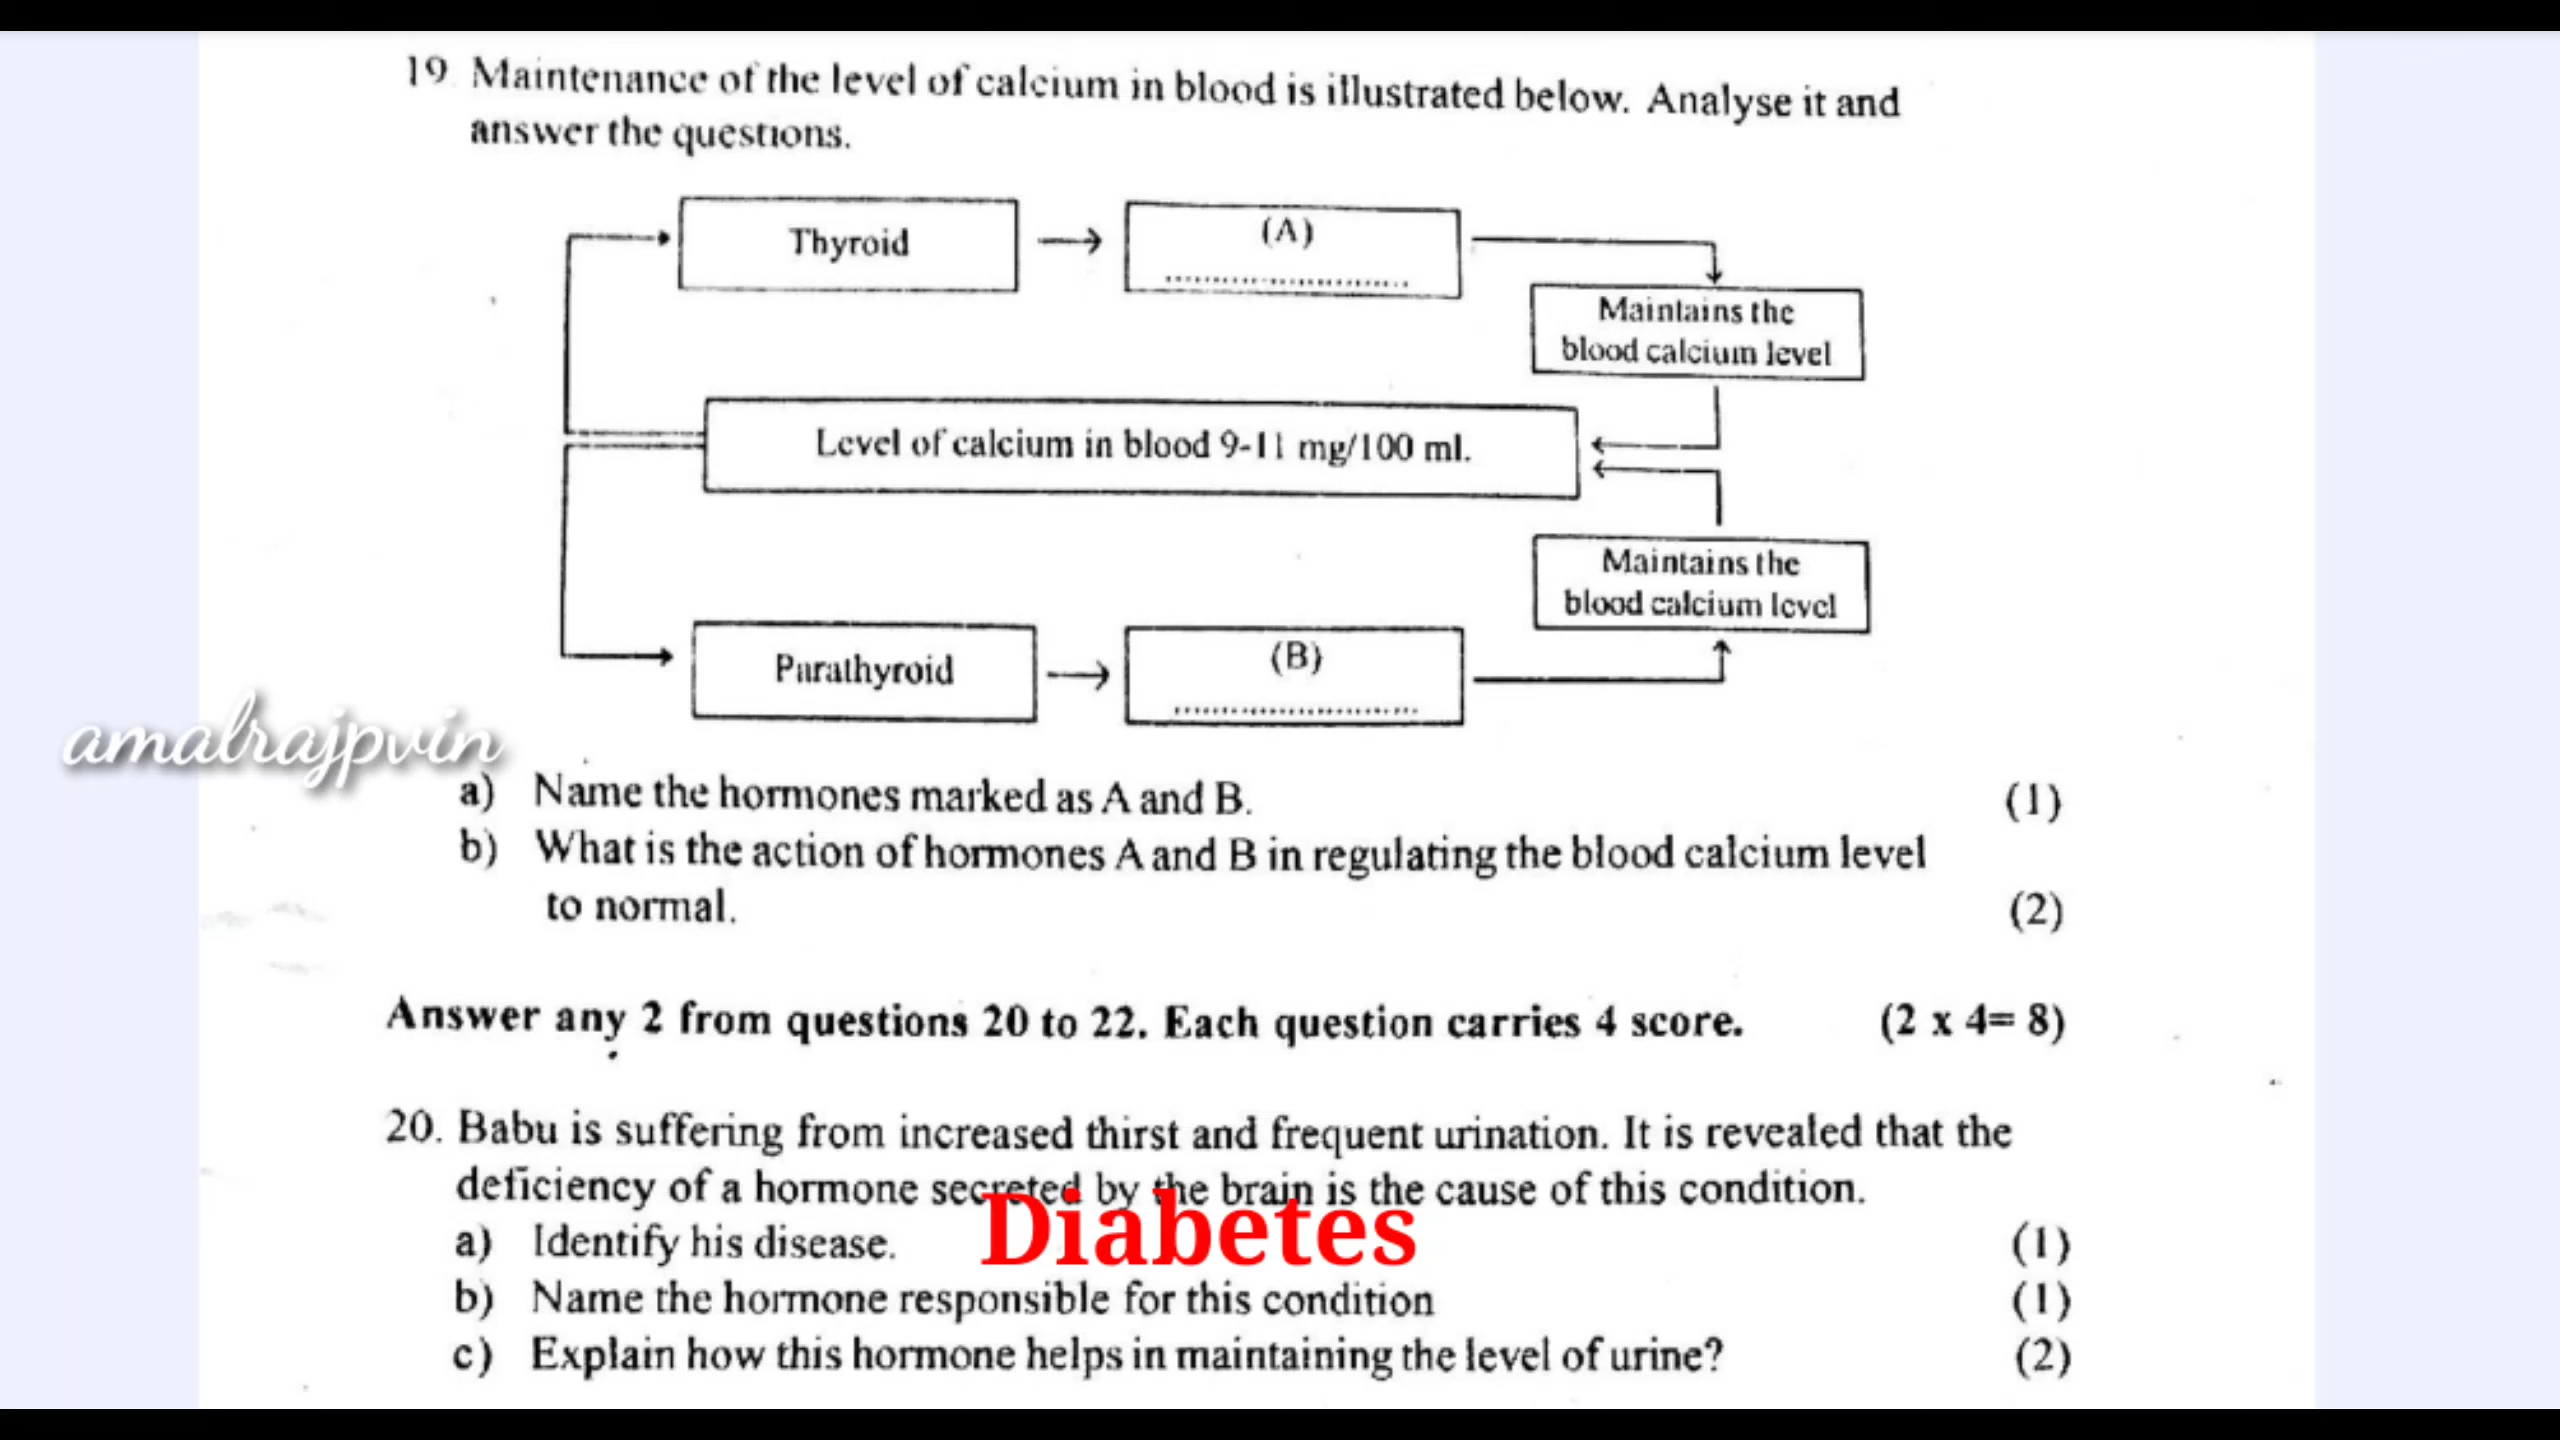 19. Maintenance of the level of calcium in blood is illustrated below. Analyse it and
answer the questions.
Thyroid
(A)
Maintains the
blood calcium level
Level of calcium in blood 9-11 mg/100 ml.
Maintains the
blood calcium level
Parathyroid
(B)
amalrajpvin
a) Name the hormones marked as A and B. (1)
b) What is the action of hormones A and B in regulating the blood calcium level
to normal. (2)
Answer any 2 from questions 20 to 22. Each question carries 4 score. (2 x 4= 8)
20. Babu is suffering from increased thirst and frequent urination. It is revealed that the
deficiency of a hormone secreted by the brain is the cause of this condition.
Diabetes
a) Identify his disease. (1)
b) Name the hormone responsible for this condition (1)
c) Explain how this hormone helps in maintaining the level of urine? (2)